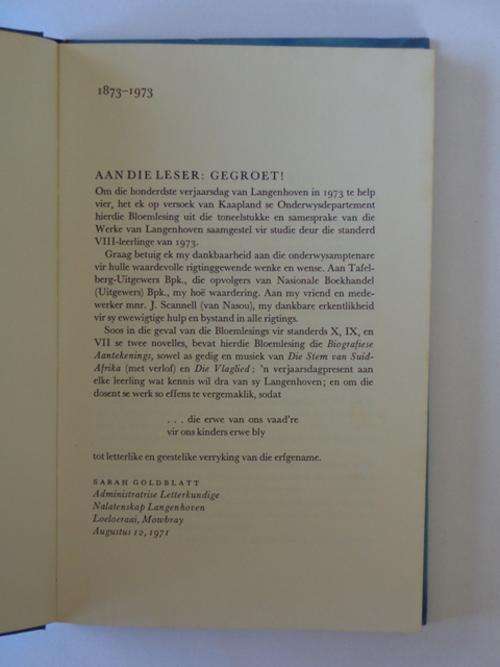 1873–1973
AAN DIE LESER: GEGROET!
Om die honderdste verjaarsdag van Langenhoven in 1973 te help
vier, het ek op versoek van Kaapland se Onderwysdepartement
hierdie Bloemlesing uit die toneelstukke en samesprake van die
Werke van Langenhoven saamgestel vir studie deur die standerd
VIII-leerlinge van 1973.
Graag betuig ek my dankbaarheid aan die onderwysamptenare
vir hulle waardevolle rigtinggewende wenke en wense. Aan Tafel-
berg-Uitgewers Bpk., die opvolgers van Nasionale Boekhandel
(Uitgewers) Bpk., my hoë waardering. Aan my vriend en mede-
werker mnr. J. Scannell (van Nasou), my dankbare erkentlikheid
vir sy ewewigtige hulp en bystand in alle rigtings.
Soos in die geval van die Bloemlesings vir standerds X, IX, en
VII se twee novelles, bevat hierdie Bloemlesing die Biografiese
Aantekenings, sowel as gedig en musiek van Die Stem van Suid-
Afrika (met verlof) en Die Vlaglied; 'n verjaarsdagpresent aan
elke leerling wat kennis wil dra van sy Langenhoven; en om die
dosent se werk so effens te vergemaklik, sodat
. . . die erwe van ons vaad're
vir ons kinders erwe bly
tot letterlike en geestelike verryking van die erfgename.
SARAH GOLDBLATT
Administratrise Letterkundige
Nalatenskap Langenhoven
Loeloeraai, Mowbray
Augustus 12, 1971